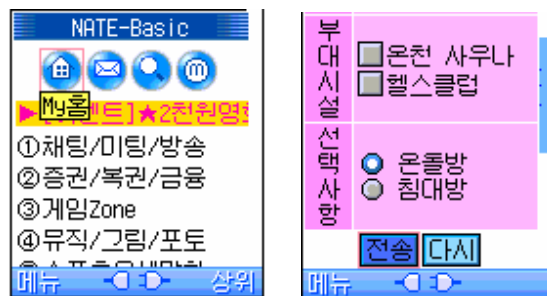 NATE-Basic
My홈
▶[이벤트]★2천원영
①채팅/미팅/방송
②증권/복권/금융
③게임Zone
④뮤직/그림/포토
메뉴 상위
부대시설
온천 사우나
헬스클럽
선택사항
온돌방
침대방
전송 다시
메뉴